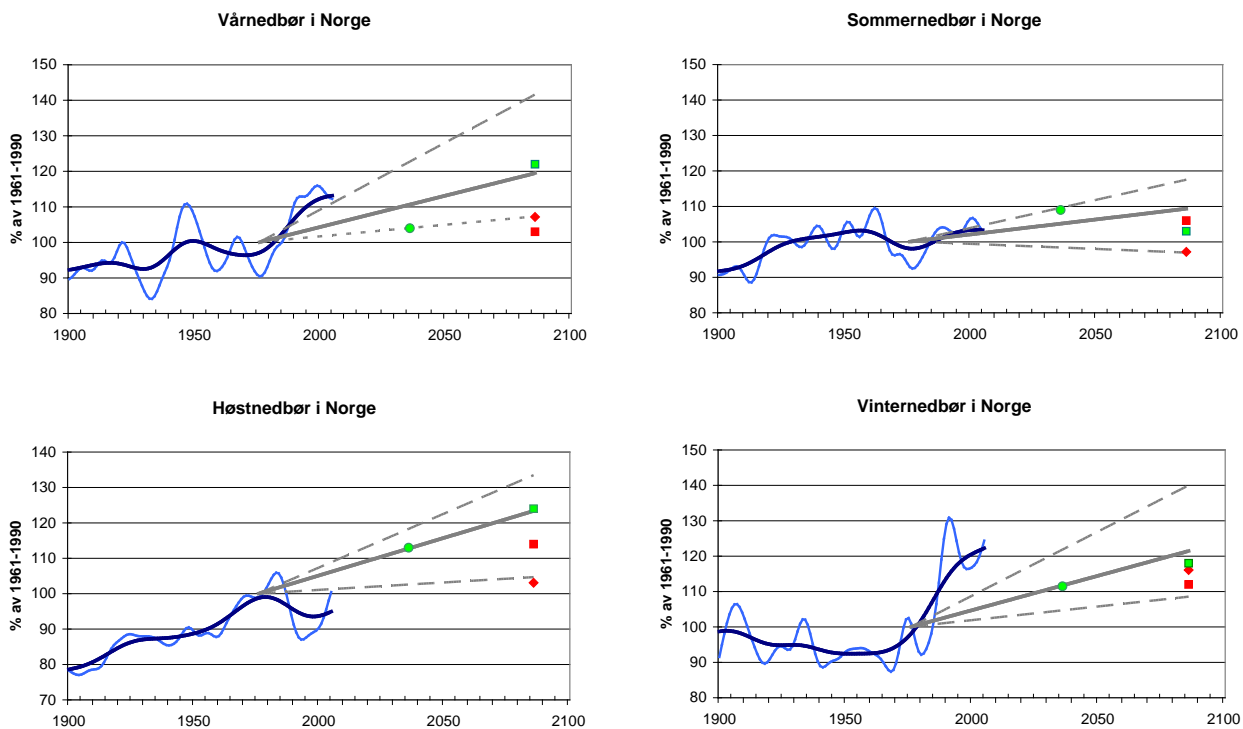 Vårnedbør i Norge
% av 1961-1990
150
140
130
120
110
100
90
80
1900 1950 2000 2050 2100
Sommernedbør i Norge
% av 1961-1990
150
140
130
120
110
100
90
80
1900 1950 2000 2050 2100
Høstnedbør i Norge
% av 1961-1990
140
130
120
110
100
90
80
70
1900 1950 2000 2050 2100
Vinternedbør i Norge
% av 1961-1990
150
140
130
120
110
100
90
80
1900 1950 2000 2050 2100